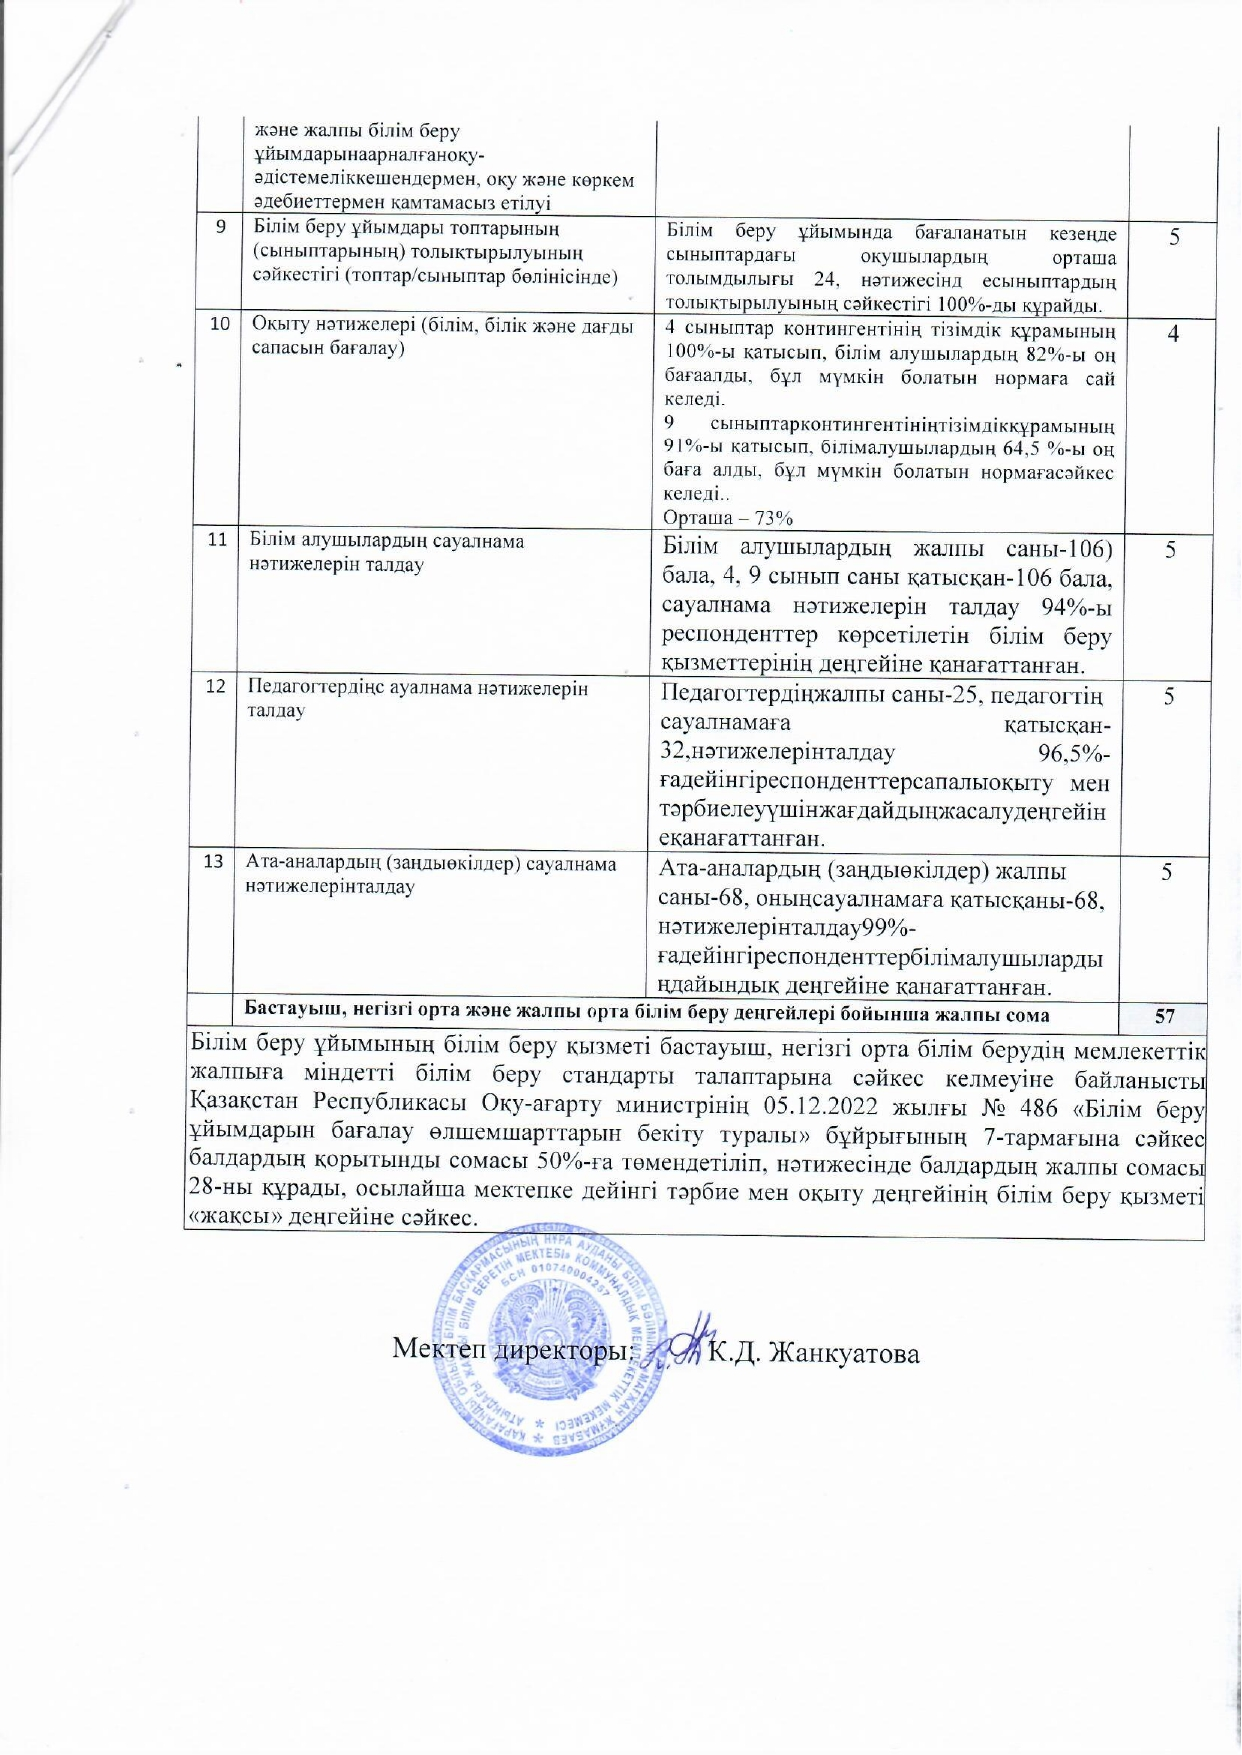 және жалпы білім беру
ұйымдарынаарналғаноқу-
әдістемеліккешендермен, оқу және көркем
әдебиеттермен қамтамасыз етілуі
9
Білім беру ұйымдары топтарының
(сыныптарының) толықтырылуының
сәйкестігі (топтар/сыныптар бөлінісінде)
Білім беру ұйымында бағаланатын кезеңде
сыныптардағы оқушылардың орташа
толымдылығы 24, нәтижесінд есыныптардың
толықтырылуының сәйкестігі 100%-ды құрайды.
5
10
Оқыту нәтижелері (білім, білік және дағды
сапасын бағалау)
4 сыныптар контингентінің тізімдік құрамының
100%-ы қатысып, білім алушылардың 82%-ы оң
бағаалды, бұл мүмкін болатын нормаға сай
келеді.
9 сыныптарконтингентініңтізімдікқұрамының
91%-ы қатысып, білімалушылардың 64,5 %-ы оң
баға алды, бұл мүмкін болатын нормағасәйкес
келеді..
Орташа – 73%
4
11
Білім алушылардың сауалнама
нәтижелерін талдау
Білім алушылардың жалпы саны-106)
бала, 4, 9 сынып саны қатысқан-106 бала,
сауалнама нәтижелерін талдау 94%-ы
респонденттер көрсетілетін білім беру
қызметтерінің деңгейіне қанағаттанған.
5
12
Педагогтердіңс ауалнама нәтижелерін
талдау
Педагогтердіңжалпы саны-25, педагогтің
сауалнамаға қатысқан-
32,нәтижелерінталдау 96,5%-
ғадейінгіреспонденттерсапалыоқыту мен
тәрбиелеуүшінжағдайдыңжасалудеңгейін
еқанағаттанған.
5
13
Ата-аналардың (заңдыөкілдер) сауалнама
нәтижелерінталдау
Ата-аналардың (заңдыөкілдер) жалпы
саны-68, оныңсауалнамаға қатысқаны-68,
нәтижелерінталдау99%-
ғадейінгіреспонденттербілімалушыларды
ңдайындық деңгейіне қанағаттанған.
5
Бастауыш, негізгі орта және жалпы орта білім беру деңгейлері бойынша жалпы сома
57
Білім беру ұйымының білім беру қызметі бастауыш, негізгі орта білім берудің мемлекеттік
жалпыға міндетті білім беру стандарты талаптарына сәйкес келмеуіне байланысты
Қазақстан Республикасы Оқу-ағарту министрінің 05.12.2022 жылғы № 486 «Білім беру
ұйымдарын бағалау өлшемшарттарын бекіту туралы» бұйрығының 7-тармағына сәйкес
балдардың қорытынды сомасы 50%-ға төмендетіліп, нәтижесінде балдардың жалпы сомасы
28-ны құрады, осылайша мектепке дейінгі тәрбие мен оқыту деңгейінің білім беру қызметі
«жақсы» деңгейіне сәйкес.
Мектеп директоры: К.Д. Жанкуатова
БСН 010740004257